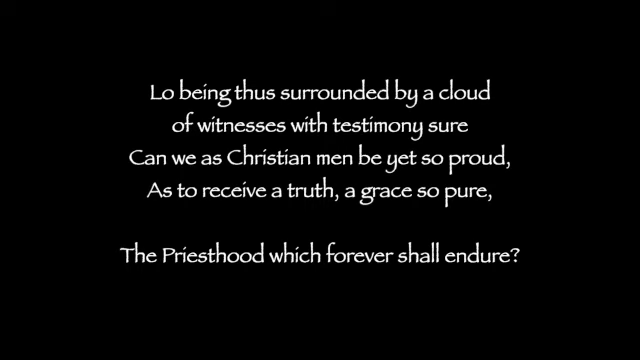 Lo being thus surrounded by a cloud
of witnesses with testimony sure
Can we as Christian men be yet so proud,
As to receive a truth, a grace so pure,
The Priesthood which forever shall endure?